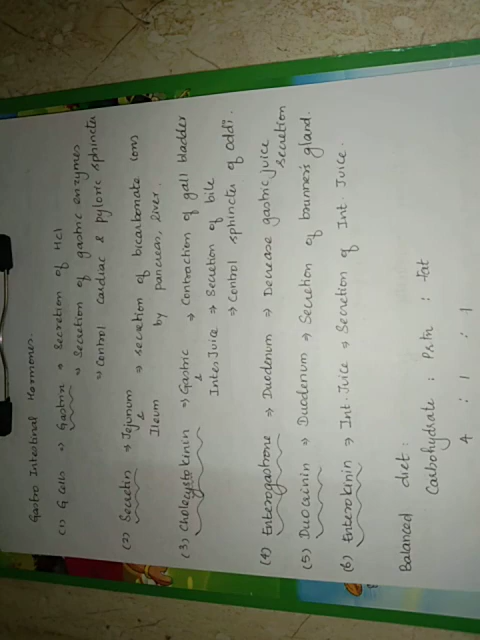 Gastro Intestinal Hormones.
(1) G cells ⇒ Gastrin ⇒ Secretion of Hcl
⇒ Secretion of gastric enzymes
⇒ Control cardiac & pyloric sphincter
(2) Secretin ⇒ Jejunum & Ileum ⇒ secretion of bicarbonate ions
by pancreas, liver.
(3) Cholecystokinin ⇒ Gastric & Intes Juice ⇒ Contraction of gall bladder
⇒ Secretion of bile
⇒ Control sphincter of Oddi.
(4) Enterogastrone ⇒ Duodenum ⇒ Decrease gastric juice
secretion
(5) Duocrinin ⇒ Duodenum ⇒ Secretion of brunner's gland.
(6) Enterokinin ⇒ Int. Juice ⇒ Secretion of Int. Juice.
Balanced diet:
Carbohydrate : Prtn : fat
4 : 1 : 1